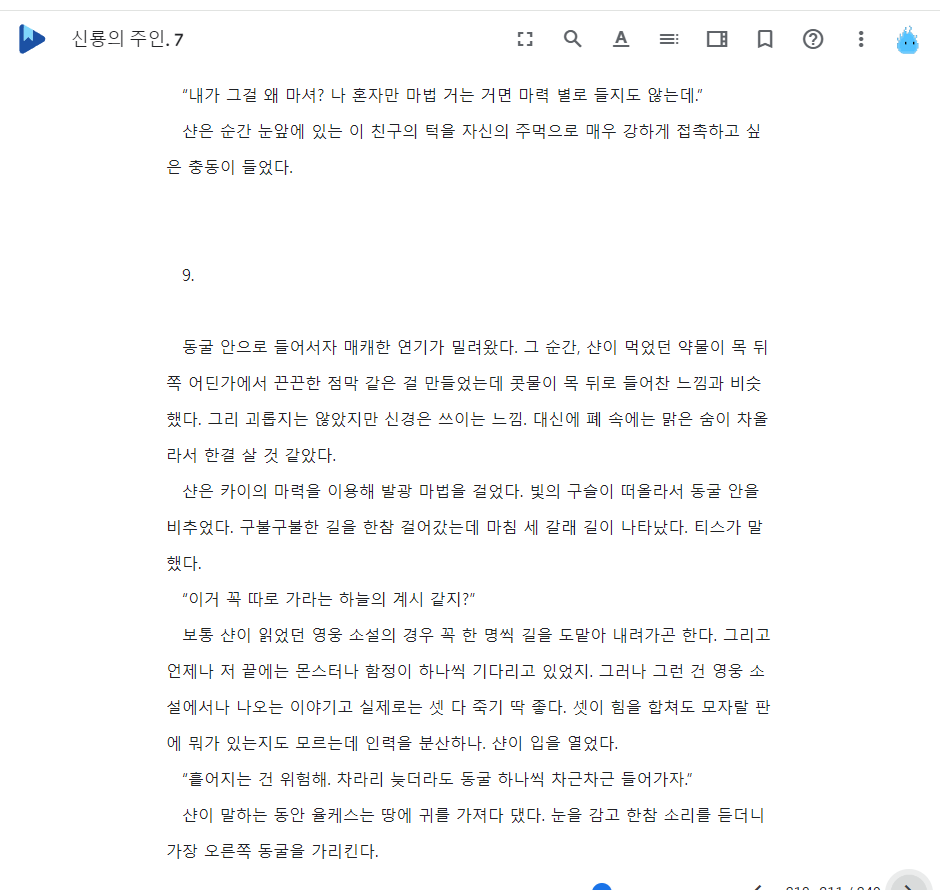 신룡의 주인. 7
“내가 그걸 왜 마셔? 나 혼자만 마법 거는 거면 마력 별로 들지도 않는데.”
샨은 순간 눈앞에 있는 이 친구의 턱을 자신의 주먹으로 매우 강하게 접촉하고 싶
은 충동이 들었다.
9.
동굴 안으로 들어서자 매캐한 연기가 밀려왔다. 그 순간, 샨이 먹었던 약물이 목 뒤
쪽 어딘가에서 끈끈한 점막 같은 걸 만들었는데 콧물이 목 뒤로 들어찬 느낌과 비슷
했다. 그리 괴롭지는 않았지만 신경은 쓰이는 느낌. 대신에 폐 속에는 맑은 숨이 차올
라서 한결 살 것 같았다.
샨은 카이의 마력을 이용해 발광 마법을 걸었다. 빛의 구슬이 떠올라서 동굴 안을
비추었다. 구불구불한 길을 한참 걸어갔는데 마침 세 갈래 길이 나타났다. 티스가 말
했다.
“이거 꼭 따로 가라는 하늘의 계시 같지?”
보통 샨이 읽었던 영웅 소설의 경우 꼭 한 명씩 길을 도맡아 내려가곤 한다. 그리고
언제나 저 끝에는 몬스터나 함정이 하나씩 기다리고 있었지. 그러나 그런 건 영웅 소
설에서나 나오는 이야기고 실제로는 셋 다 죽기 딱 좋다. 셋이 힘을 합쳐도 모자랄 판
에 뭐가 있는지도 모르는데 인력을 분산하나. 샨이 입을 열었다.
“흩어지는 건 위험해. 차라리 늦더라도 동굴 하나씩 차근차근 들어가자.”
샨이 말하는 동안 율케스는 땅에 귀를 가져다 댔다. 눈을 감고 한참 소리를 듣더니
가장 오른쪽 동굴을 가리킨다.